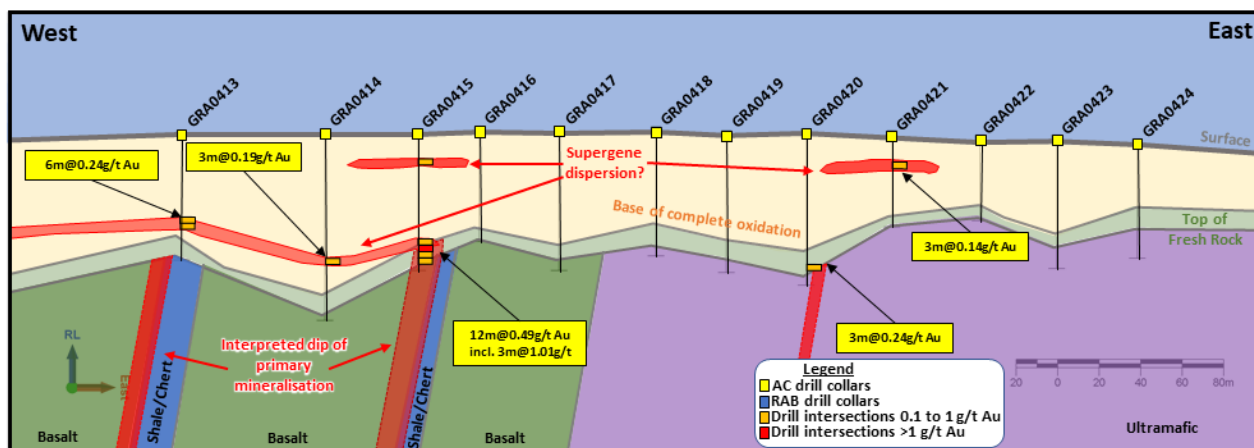 West
East
GRA0413
GRA0414
GRA0415
GRA0416
GRA0417
GRA0418
GRA0419
GRA0420
GRA0421
GRA0422
GRA0423
GRA0424
Surface
6m@0.24g/t Au
3m@0.19g/t Au
Supergene
dispersion?
Base of complete oxidation
Top of
Fresh Rock
3m@0.14g/t Au
12m@0.49g/t Au
incl. 3m@1.01g/t
3m@0.24g/t Au
Interpreted dip of
primary
mineralisation
RL
East
Shale/Chert
Shale/Chert
Basalt
Basalt
Basalt
Ultramafic
Legend
AC drill collars
RAB drill collars
Drill intersections 0.1 to 1 g/t Au
Drill intersections >1 g/t Au
20 0 20 40 60 80m